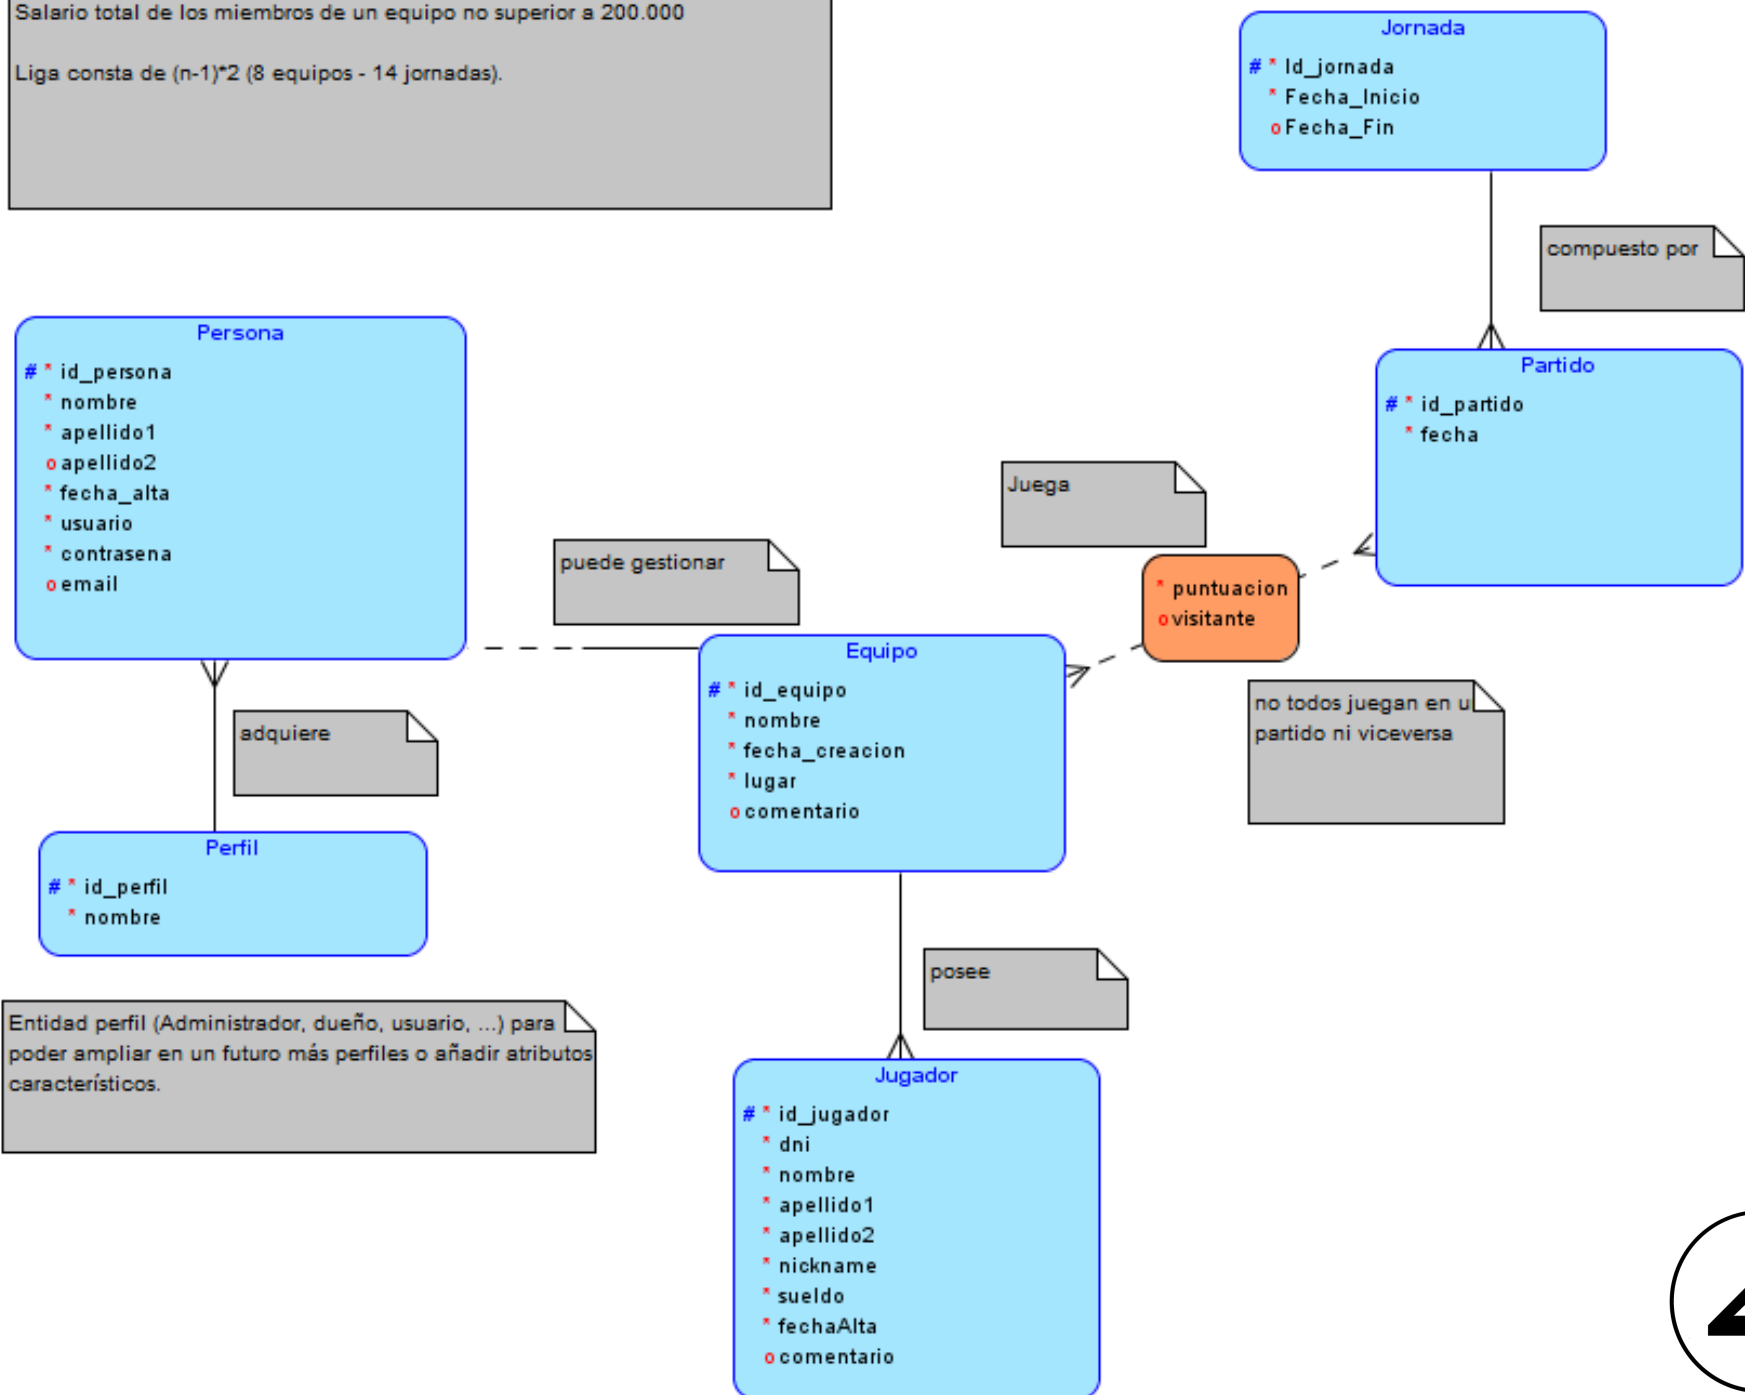 Salario total de los miembros de un equipo no superior a 200.000
Liga consta de (n-1)*2 (8 equipos - 14 jornadas).
Jornada
# * Id_jornada
* Fecha_Inicio
o Fecha_Fin
compuesto por
Persona
# * id_persona
* nombre
* apellido1
o apellido2
* fecha_alta
* usuario
* contrasena
o email
Partido
# * id_partido
* fecha
Juega
puede gestionar
* puntuacion
o visitante
Equipo
# * id_equipo
* nombre
* fecha_creacion
* lugar
o comentario
no todos juegan en u
partido ni viceversa
adquiere
Perfil
# * id_perfil
* nombre
posee
Entidad perfil (Administrador, dueño, usuario, ...) para
poder ampliar en un futuro más perfiles o añadir atributos
característicos.
Jugador
# * id_jugador
* dni
* nombre
* apellido1
* apellido2
* nickname
* sueldo
* fechaAlta
o comentario